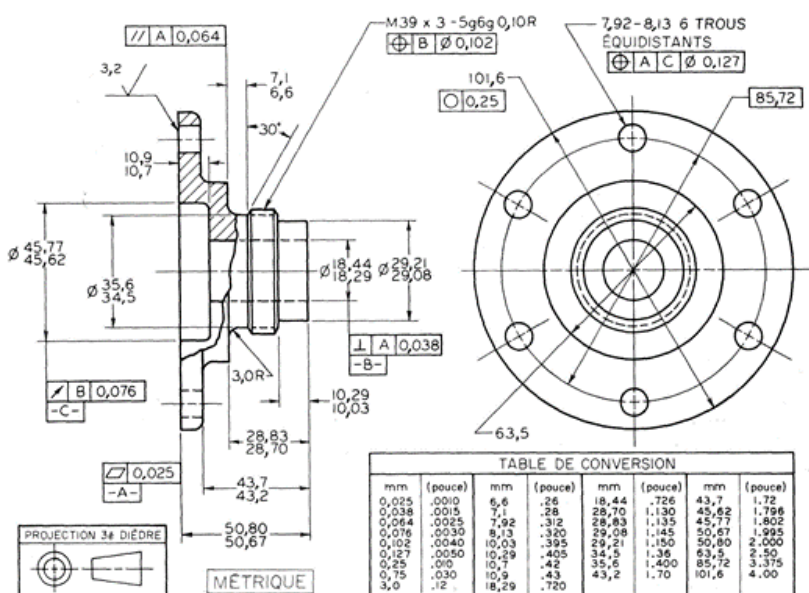 // A 0,064
M39 x 3 -5g6g 0,10R
⌖ B Ø 0,102
7,92-8,13 6 TROUS
ÉQUIDISTANTS
⌖ A C Ø 0,127
3,2
7,1
6,6
101,6
○ 0,25
85,72
30°
10,9
10,7
Ø 45,77
45,62
Ø 35,6
34,5
Ø 18,44
18,29
Ø 29,21
29,08
⊥ A 0,038
-B-
↗ B 0,076
-C-
3,0R
10,29
10,03
63,5
28,83
28,70
⏥ 0,025
-A-
43,7
43,2
50,80
50,67
PROJECTION 3e DIÈDRE
MÉTRIQUE
TABLE DE CONVERSION
mm (pouce) mm (pouce) mm (pouce) mm (pouce)
0,025 .0010 6,6 .26 18,44 .726 43,7 1.72
0,038 .0015 7,1 .28 28,70 1.130 45,62 1.796
0,064 .0025 7,92 .312 28,83 1.135 45,77 1.802
0,076 .0030 8,13 .320 29,08 1.145 50,67 1.995
0,102 .0040 10,03 .395 29,21 1.150 50,80 2.000
0,127 .0050 10,29 .405 34,5 1.36 63,5 2.50
0,25 .010 10,7 .42 35,6 1.400 85,72 3.375
0,75 .030 10,9 .43 43,2 1.70 101,6 4.00
3,0 .12 18,29 .720